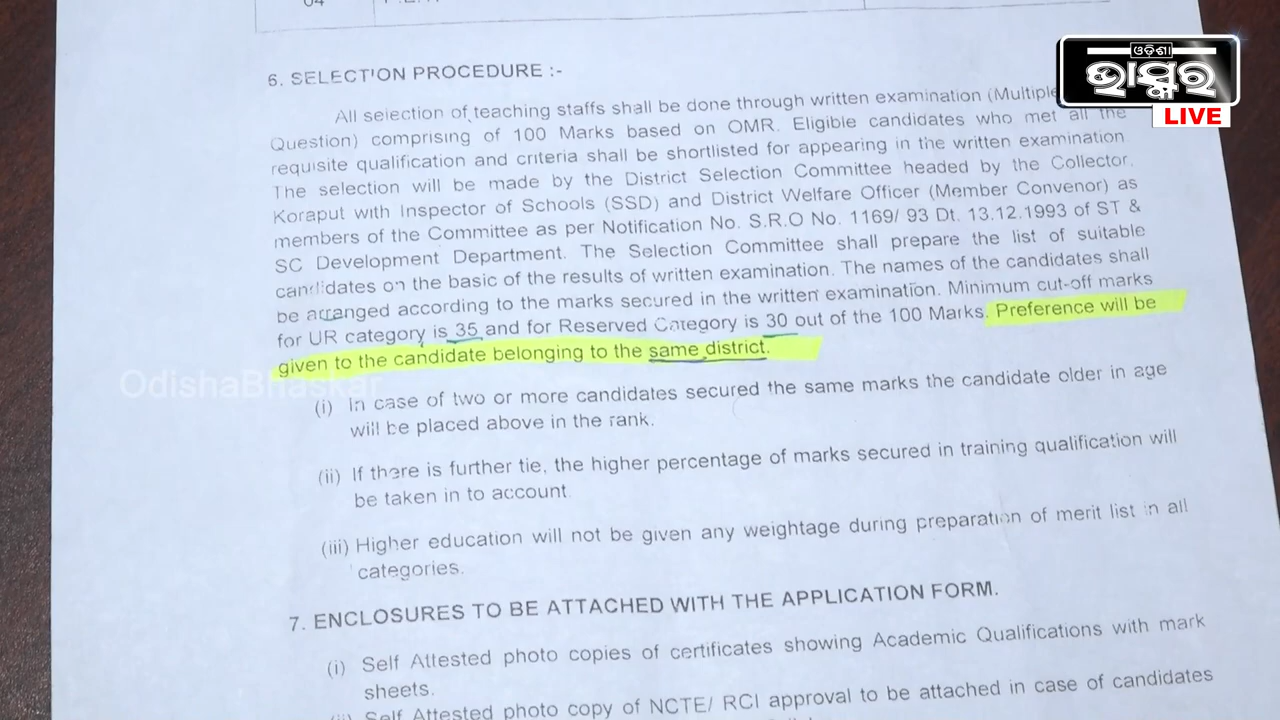 04
6. SELECTION PROCEDURE :-
ଓଡ଼ିଶା
ଭାସ୍କର
LIVE
All selection of teaching staffs shall be done through written examination (Multiple
Question) comprising of 100 Marks based on OMR. Eligible candidates who met all the
requisite qualification and criteria shall be shortlisted for appearing in the written examination
The selection will be made by the District Selection Committee headed by the Collector,
Koraput with Inspector of Schools (SSD) and District Welfare Officer (Member Convenor) as
members of the Committee as per Notification No. S.R.O No. 1169/ 93 Dt. 13.12.1993 of ST &
SC Development Department. The Selection Committee shall prepare the list of suitable
candidates on the basic of the results of written examination. The names of the candidates shall
be arranged according to the marks secured in the written examination. Minimum cut-off marks
for UR category is 35 and for Reserved Category is 30 out of the 100 Marks. Preference will be
given to the candidate belonging to the same district.
OdishaBhaskar
(i) In case of two or more candidates secured the same marks the candidate older in age
will be placed above in the rank.
(ii) If there is further tie, the higher percentage of marks secured in training qualification will
be taken in to account
(iii) Higher education will not be given any weightage during preparation of merit list in all
categories.
7. ENCLOSURES TO BE ATTACHED WITH THE APPLICATION FORM.
(i) Self Attested photo copies of certificates showing Academic Qualifications with mark
sheets.
(ii) Self Attested photo copy of NCTE/ RCI approval to be attached in case of candidates